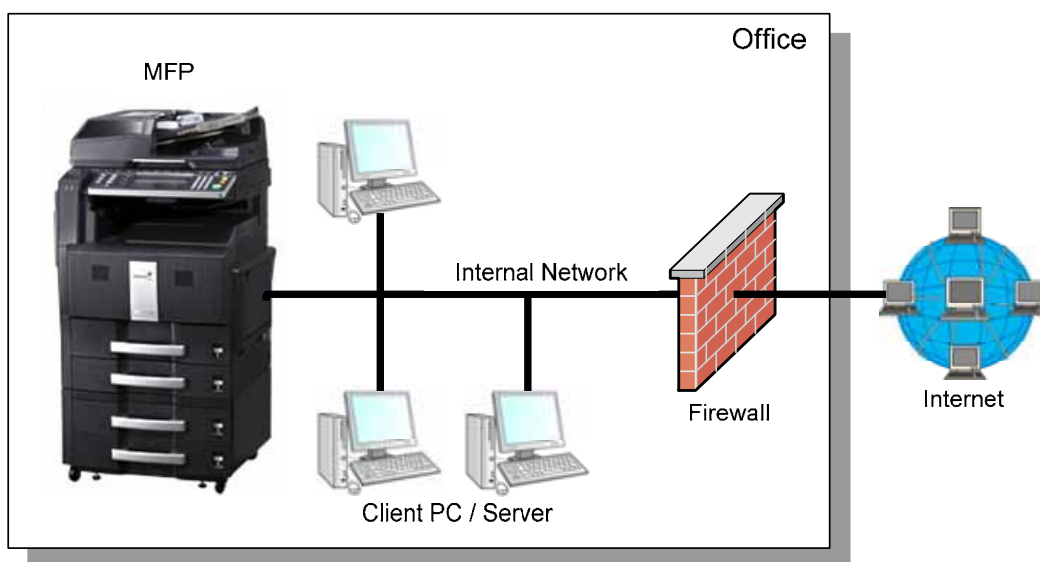 Office
MFP
Internal Network
Firewall
Internet
Client PC / Server